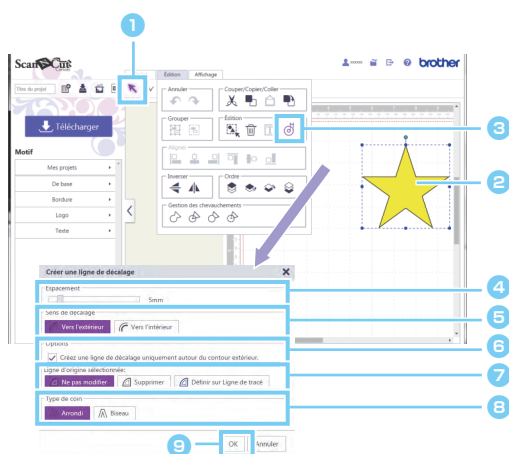 1
ScanNCut
Canvas
brother
Edition Affichage
Titre du projet
Annuler
Couper/Copier/Coller
Télécharger
Grouper
Édition
3
Motif
Aligner
2
Mes projets
De base
Inverser
Ordre
Bordure
Logo
Gestion des chevauchements
Texte
Créer une ligne de décalage
Espacement
4
5mm
Sens de décalage
5
Vers l'extérieur
Vers l'intérieur
Options
6
Créez une ligne de décalage uniquement autour du contour extérieur.
Ligne d'origine sélectionnée:
7
Ne pas modifier
Supprimer
Définir sur Ligne de tracé
Type de coin
8
Arrondi
Biseau
9
OK
Annuler